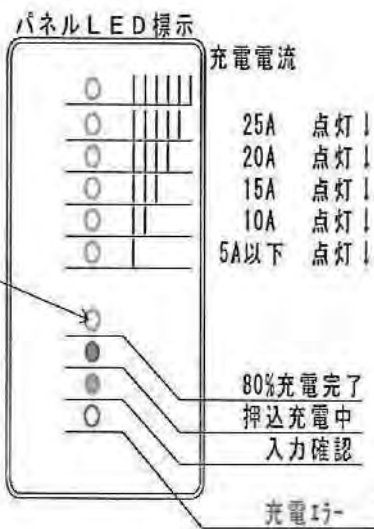 パネルLED標示
充電電流
25A 点灯↓
20A 点灯↓
15A 点灯↓
10A 点灯↓
5A以下 点灯↓
80%充電完了
押込充電中
入力確認
充電ｴﾗｰ